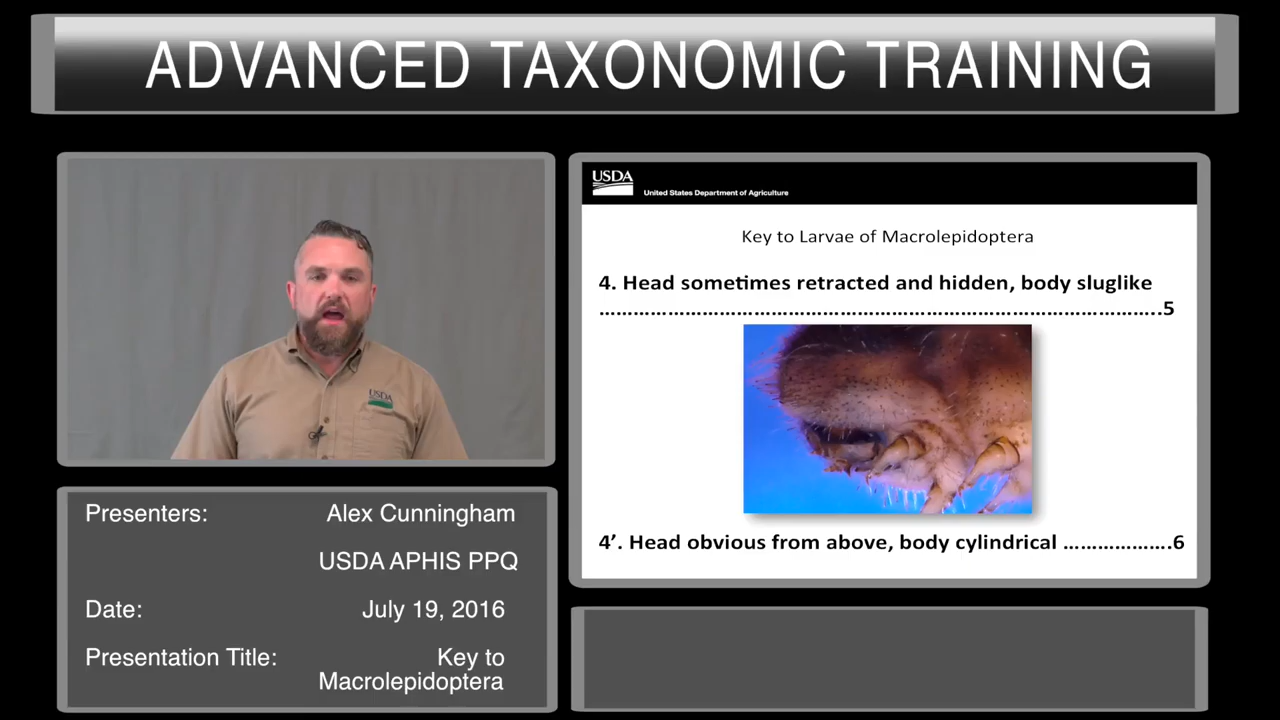 ADVANCED TAXONOMIC TRAINING
USDA
USDA
United States Department of Agriculture
Key to Larvae of Macrolepidoptera
4. Head sometimes retracted and hidden, body sluglike
……………………………………………………………………………………..5
4’. Head obvious from above, body cylindrical ……………….6
Presenters: Alex Cunningham
USDA APHIS PPQ
Date: July 19, 2016
Presentation Title: Key to
Macrolepidoptera